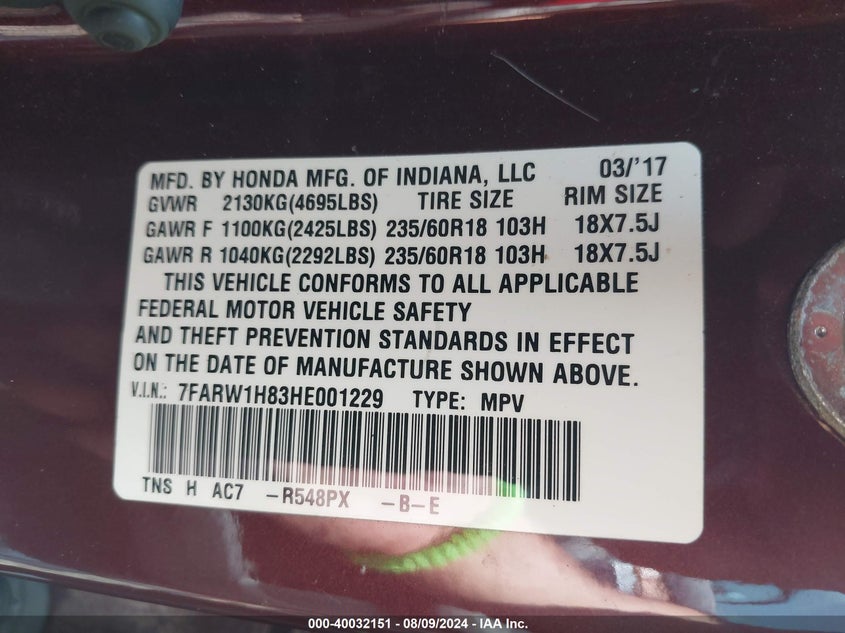 MFD. BY HONDA MFG. OF INDIANA, LLC 03/'17
GVWR 2130KG(4695LBS) TIRE SIZE RIM SIZE
GAWR F 1100KG(2425LBS) 235/60R18 103H 18X7.5J
GAWR R 1040KG(2292LBS) 235/60R18 103H 18X7.5J
THIS VEHICLE CONFORMS TO ALL APPLICABLE
FEDERAL MOTOR VEHICLE SAFETY
AND THEFT PREVENTION STANDARDS IN EFFECT
ON THE DATE OF MANUFACTURE SHOWN ABOVE.
V.I.N.: 7FARW1H83HE001229 TYPE: MPV
TNS H AC7 -R548PX -B-E
000-40032151 - 08/09/2024 - IAA Inc.